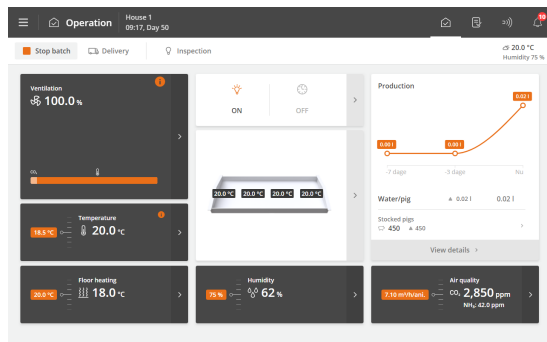 Operation
House 1
09:17, Day 50
10
Stop batch
Delivery
Inspection
20.0 °C
Humidity 75 %
Ventilation
100.0 %
CO₂
i
ON
OFF
20.0 °C 20.0 °C 20.0 °C 20.0 °C
Production
0.00 l
0.00 l
0.02 l
-7 dage
-3 dage
Nu
Water/pig
0.02 l
0.02 l
Stocked pigs
450
450
View details
Temperature
18.5 °C
20.0 °C
i
Floor heating
20.0 °C
18.0 °C
Humidity
75 %
62 %
Air quality
7.10 m³/h/ani.
CO₂ 2,850 ppm
NH₃: 42.0 ppm